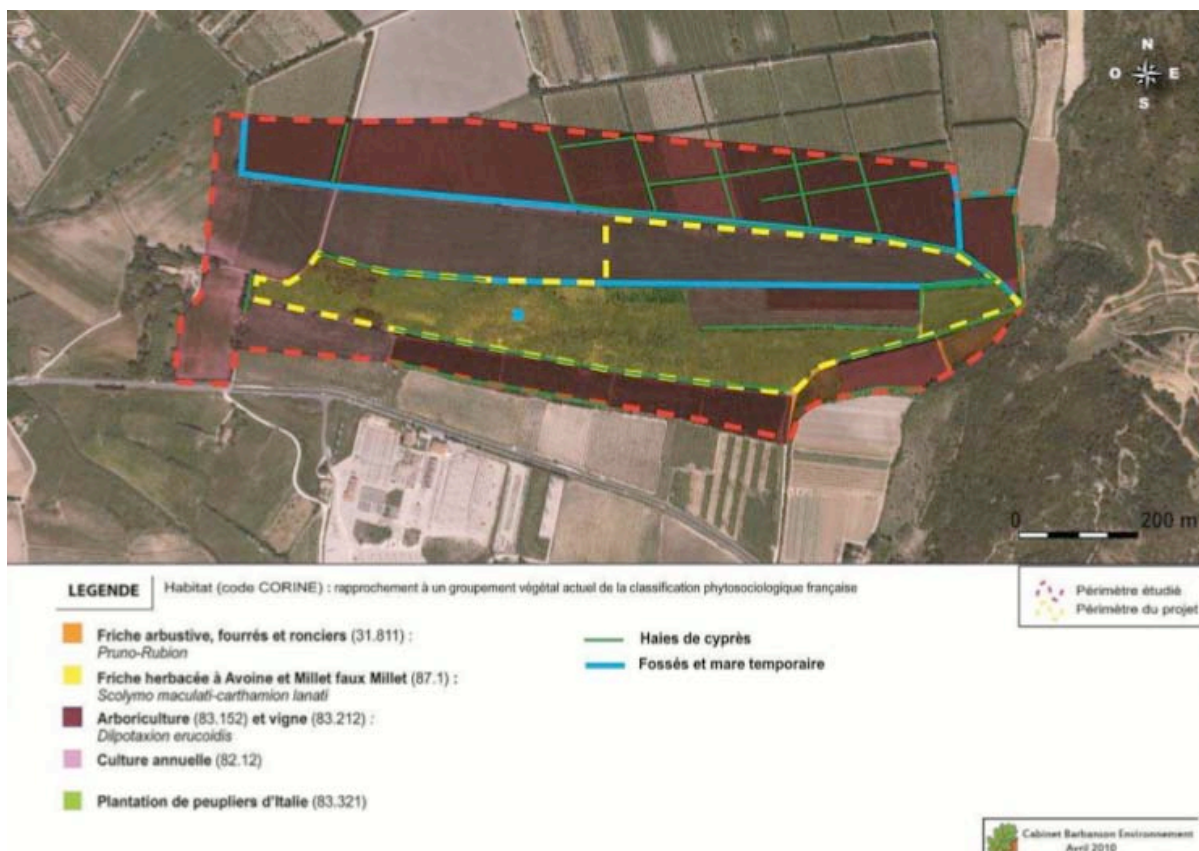 N
O E
S
0 200 m
LEGENDE
Habitat (code CORINE) : rapprochement à un groupement végétal actuel de la classification phytosociologique française
Friche arbustive, fourrés et ronciers (31.811) :
Pruno-Rubion
Friche herbacée à Avoine et Millet faux Millet (87.1) :
Scolymo maculati-carthamion lanati
Arboriculture (83.152) et vigne (83.212) :
Dilpotaxion erucoidis
Culture annuelle (82.12)
Plantation de peupliers d'Italie (83.321)
Haies de cyprès
Fossés et mare temporaire
Périmètre étudié
Périmètre du projet
Cabinet Barbanson Environnement
Avril 2010